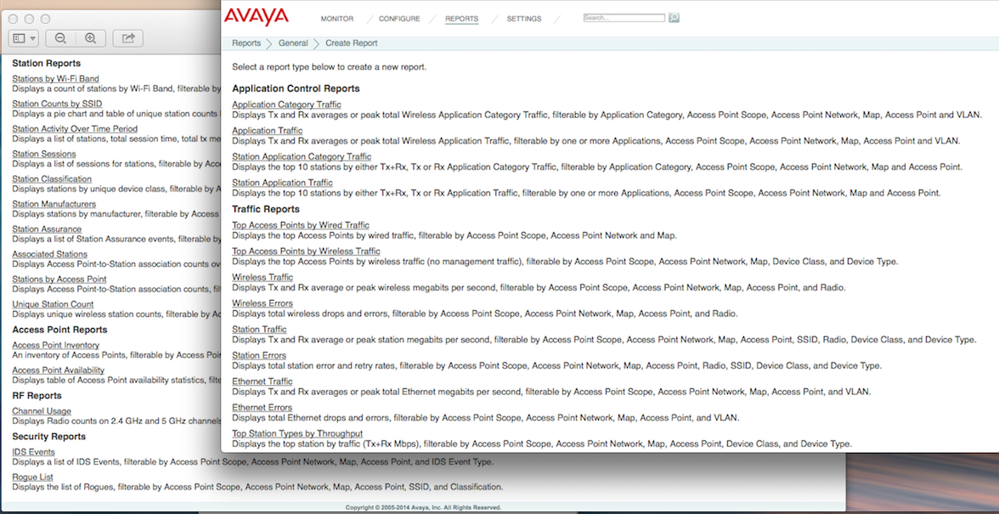 AVAYA
MONITOR
CONFIGURE
REPORTS
SETTINGS
Search...
Reports
General
Create Report
Select a report type below to create a new report.
Application Control Reports
Application Category Traffic
Displays Tx and Rx averages or peak total Wireless Application Category Traffic, filterable by Application Category, Access Point Scope, Access Point Network, Map, Access Point and VLAN.
Application Traffic
Displays Tx and Rx averages or peak total Wireless Application Traffic, filterable by one or more Applications, Access Point Scope, Access Point Network, Map, Access Point and VLAN.
Station Application Category Traffic
Displays the top 10 stations by either Tx+Rx, Tx or Rx Application Category Traffic, filterable by Application Category, Access Point Scope, Access Point Network, Map and Access Point.
Station Application Traffic
Displays the top 10 stations by either Tx+Rx, Tx or Rx Application Traffic, filterable by one or more Applications, Access Point Scope, Access Point Network, Map and Access Point.
Traffic Reports
Top Access Points by Wired Traffic
Displays the top Access Points by wired traffic, filterable by Access Point Scope, Access Point Network and Map.
Top Access Points by Wireless Traffic
Displays the top Access Points by wireless traffic (no management traffic), filterable by Access Point Scope, Access Point Network, Map, Device Class, and Device Type.
Wireless Traffic
Displays Tx and Rx average or peak wireless megabits per second, filterable by Access Point Scope, Access Point Network, Map, Access Point, and Radio.
Wireless Errors
Displays total wireless drops and errors, filterable by Access Point Scope, Access Point Network, Map, Access Point, and Radio.
Station Traffic
Displays Tx and Rx average or peak station megabits per second, filterable by Access Point Scope, Access Point Network, Map, Access Point, SSID, Radio, Device Class, and Device Type.
Station Errors
Displays total station error and retry rates, filterable by Access Point Scope, Access Point Network, Map, Access Point, Radio, SSID, Device Class, and Device Type.
Ethernet Traffic
Displays Tx and Rx averages or peak total Ethernet megabits per second, filterable by Access Point Scope, Access Point Network, Map, Access Point, and VLAN.
Ethernet Errors
Displays total Ethernet drops and errors, filterable by Access Point Scope, Access Point Network, Map, Access Point, and VLAN.
Top Station Types by Throughput
Displays the top station by traffic (Tx+Rx Mbps), filterable by Access Point Scope, Access Point Network, Map, Access Point, Device Class, and Device Type.
Station Reports
Stations by Wi-Fi Band
Displays a count of stations by Wi-Fi Band, filterable by
Station Counts by SSID
Displays a pie chart and table of unique station counts
Station Activity Over Time Period
Displays a list of stations, total session time, total tx me
Station Sessions
Displays a list of sessions for stations, filterable by Acce
Station Classification
Displays stations by unique device class, filterable by A
Station Manufacturers
Displays stations by manufacturer, filterable by Access
Station Assurance
Displays a list of Station Assurance events, filterable by
Associated Stations
Displays Access Point-to-Station association counts ov
Stations by Access Point
Displays Access Point-to-Station association counts, fil
Unique Station Count
Displays unique wireless station counts, filterable by Ac
Access Point Reports
Access Point Inventory
An inventory of Access Points, filterable by Access Poi
Access Point Availability
Displays table of Access Point availability statistics, filte
RF Reports
Channel Usage
Displays Radio counts on 2.4 GHz and 5 GHz channels
Security Reports
IDS Events
Displays a list of IDS Events, filterable by Access Point Scope, Access Point Network, Map, Access Point, and IDS Event Type.
Rogue List
Displays the list of Rogues, filterable by Access Point Scope, Access Point Network, Map, Access Point, SSID, and Classification.
Copyright © 2005-2014 Avaya, Inc. All Rights Reserved.